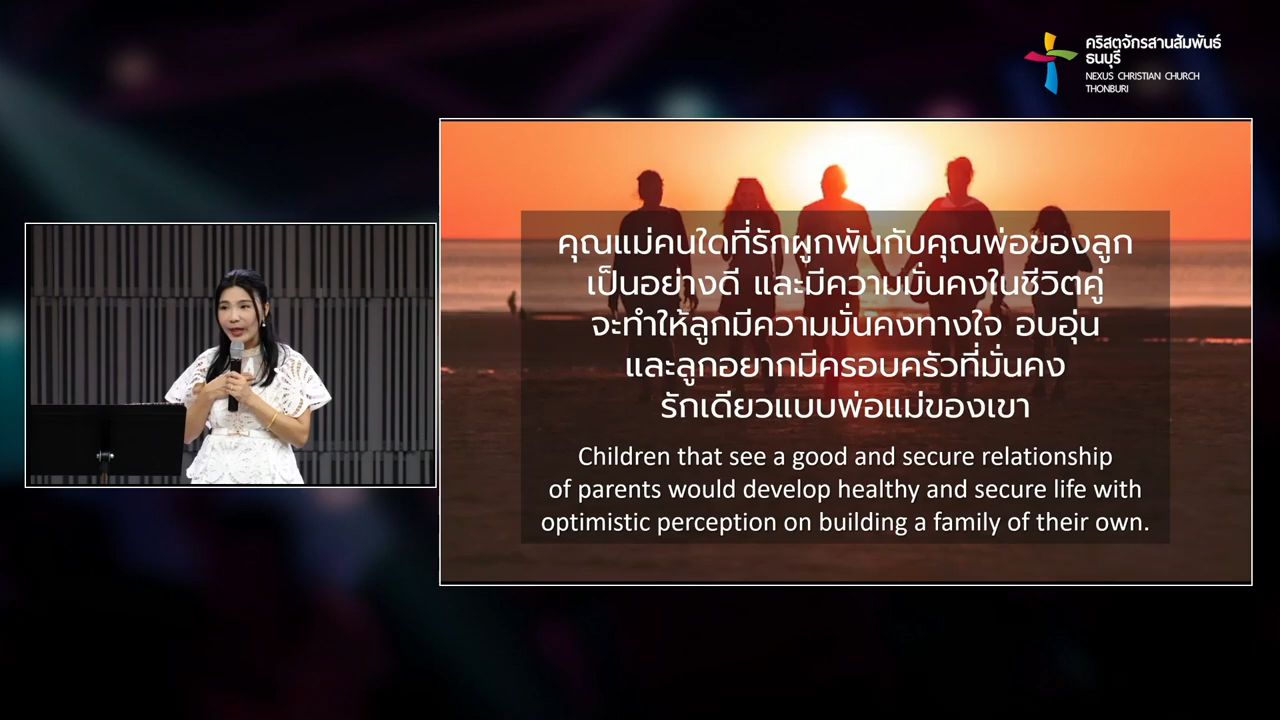 คริสตจักรสานสัมพันธ์
ธนบุรี
NEXUS CHRISTIAN CHURCH
THONBURI
คุณแม่คนใดที่รักผูกพันกับคุณพ่อของลูก
เป็นอย่างดี และมีความมั่นคงในชีวิตคู่
จะทำให้ลูกมีความมั่นคงทางใจ อบอุ่น
และลูกอยากมีครอบครัวที่มั่นคง
รักเดียวแบบพ่อแม่ของเขา
Children that see a good and secure relationship
of parents would develop healthy and secure life with
optimistic perception on building a family of their own.